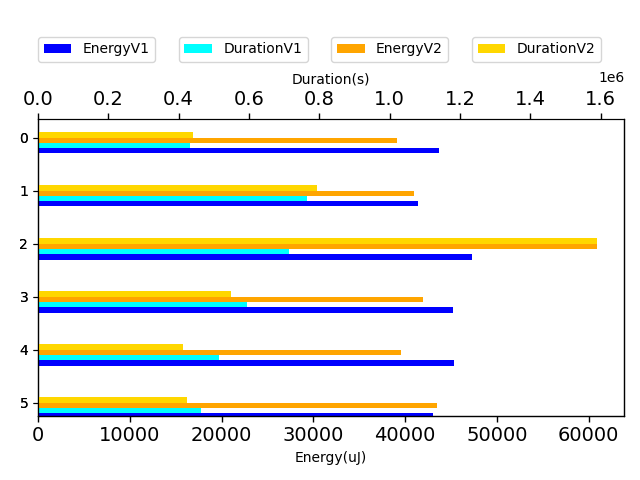 EnergyV1 DurationV1 EnergyV2 DurationV2
Duration(s)
1e6
0.0 0.2 0.4 0.6 0.8 1.0 1.2 1.4 1.6
0
1
2
3
4
5
0 10000 20000 30000 40000 50000 60000
Energy(uJ)